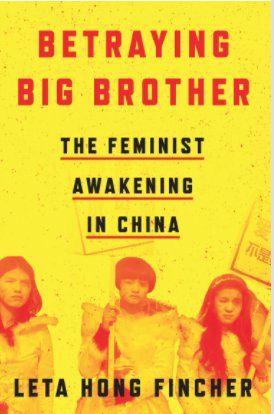 BETRAYING
BIG BROTHER
THE FEMINIST
AWAKENING
IN CHINA
LETA HONG FINCHER